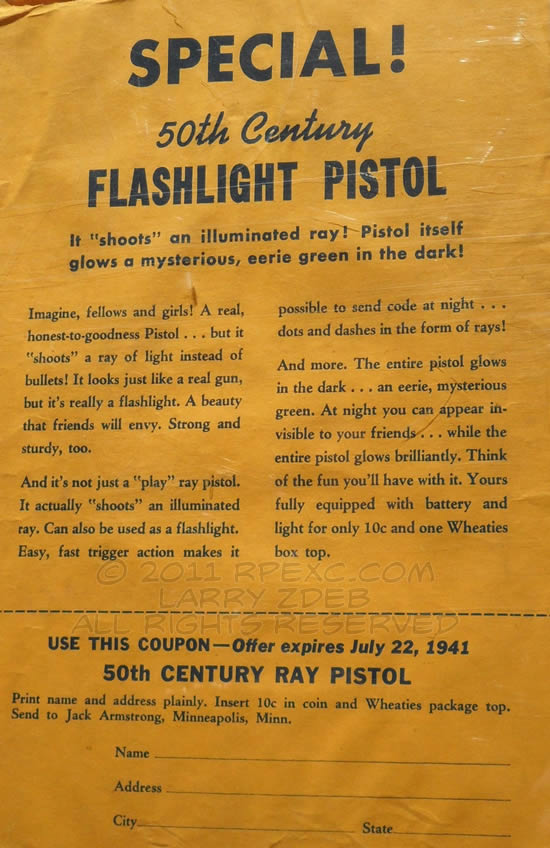 SPECIAL!
50th Century
FLASHLIGHT PISTOL
It "shoots" an illuminated ray! Pistol itself
glows a mysterious, eerie green in the dark!
Imagine, fellows and girls! A real,
honest-to-goodness Pistol . . . but it
"shoots" a ray of light instead of
bullets! It looks just like a real gun,
but it's really a flashlight. A beauty
that friends will envy. Strong and
sturdy, too.
And it's not just a "play" ray pistol.
It actually "shoots" an illuminated
ray. Can also be used as a flashlight.
Easy, fast trigger action makes it
possible to send code at night . . .
dots and dashes in the form of rays!
And more. The entire pistol glows
in the dark . . . an eerie, mysterious
green. At night you can appear in-
visible to your friends . . . while the
entire pistol glows brilliantly. Think
of the fun you'll have with it. Yours
fully equipped with battery and
light for only 10c and one Wheaties
box top.
© 2011 RPEXC.COM
LARRY ZDEB
ALL RIGHTS RESERVED
USE THIS COUPON—Offer expires July 22, 1941
50th CENTURY RAY PISTOL
Print name and address plainly. Insert 10c in coin and Wheaties package top.
Send to Jack Armstrong, Minneapolis, Minn.
Name
Address
City State